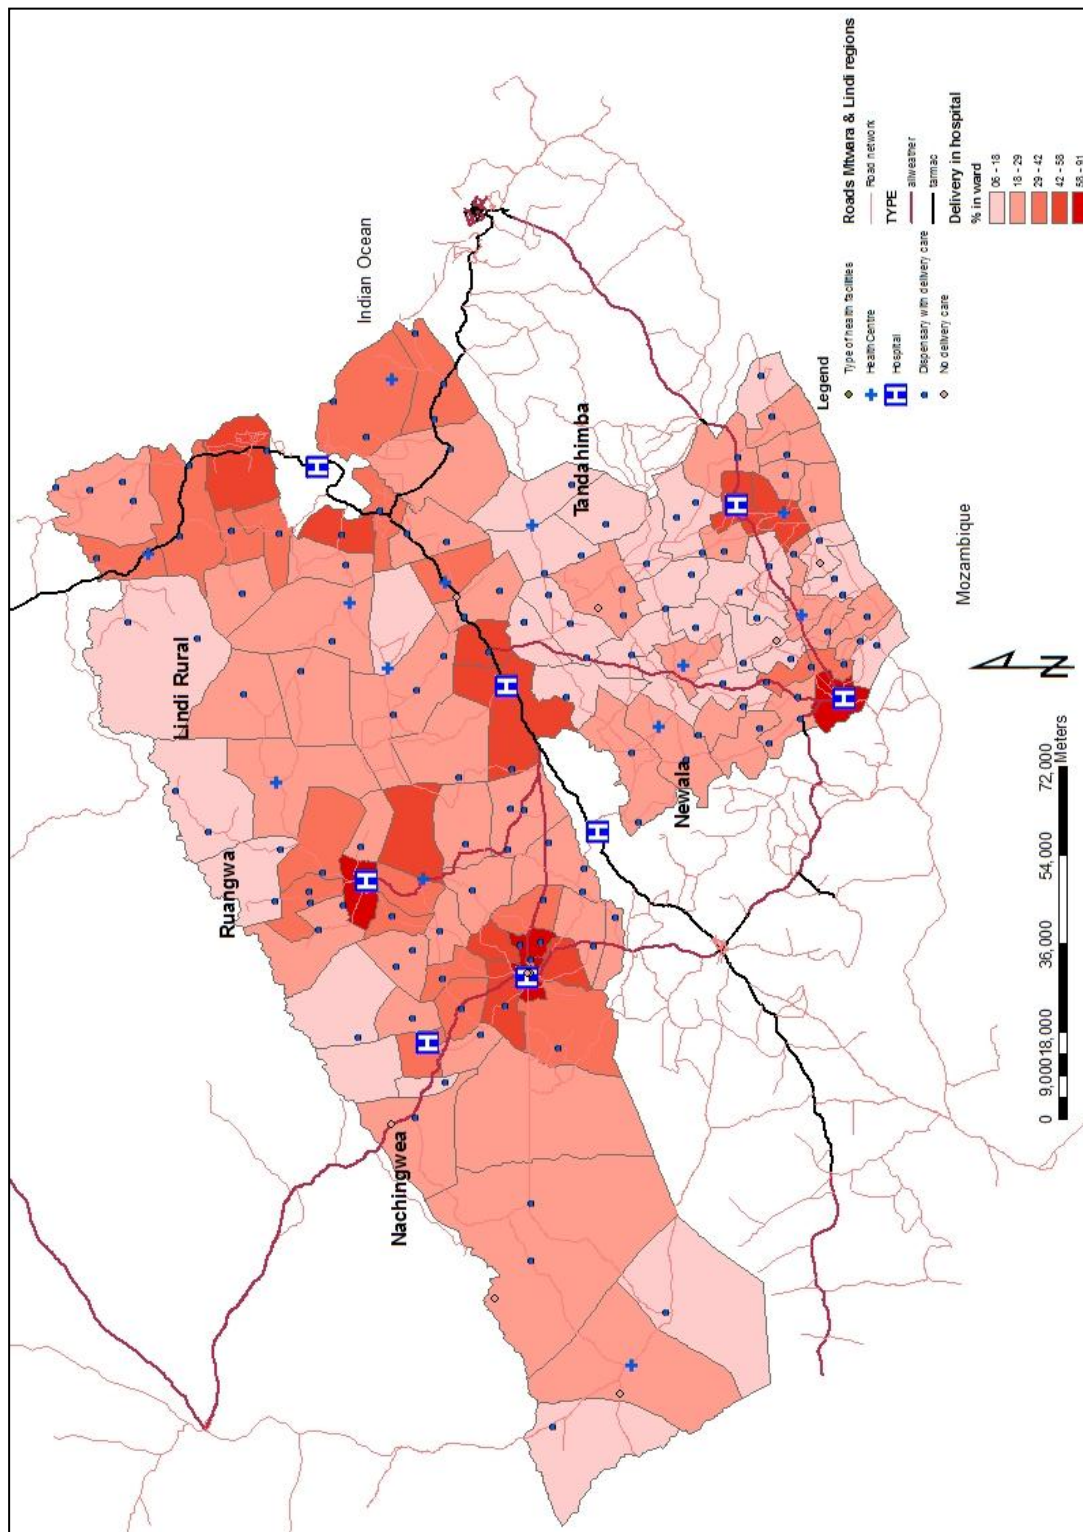 Indian Ocean
Lindi Rural
Ruangwa
Nachingwea
Tandahimba
Newala
Mozambique
N
H
H
H
H
H
H
H
H
0 9,00018,000 36,000 54,000 72,000
Meters
Legend
Type of health facilities
Health Centre
H Hospital
Dispensary with delivery care
No delivery care
Roads Mtwara & Lindi regions
Road network
TYPE
allweather
tarmac
Delivery in hospital
% in ward
06 - 18
18 - 29
29 - 42
42 - 58
58 - 91